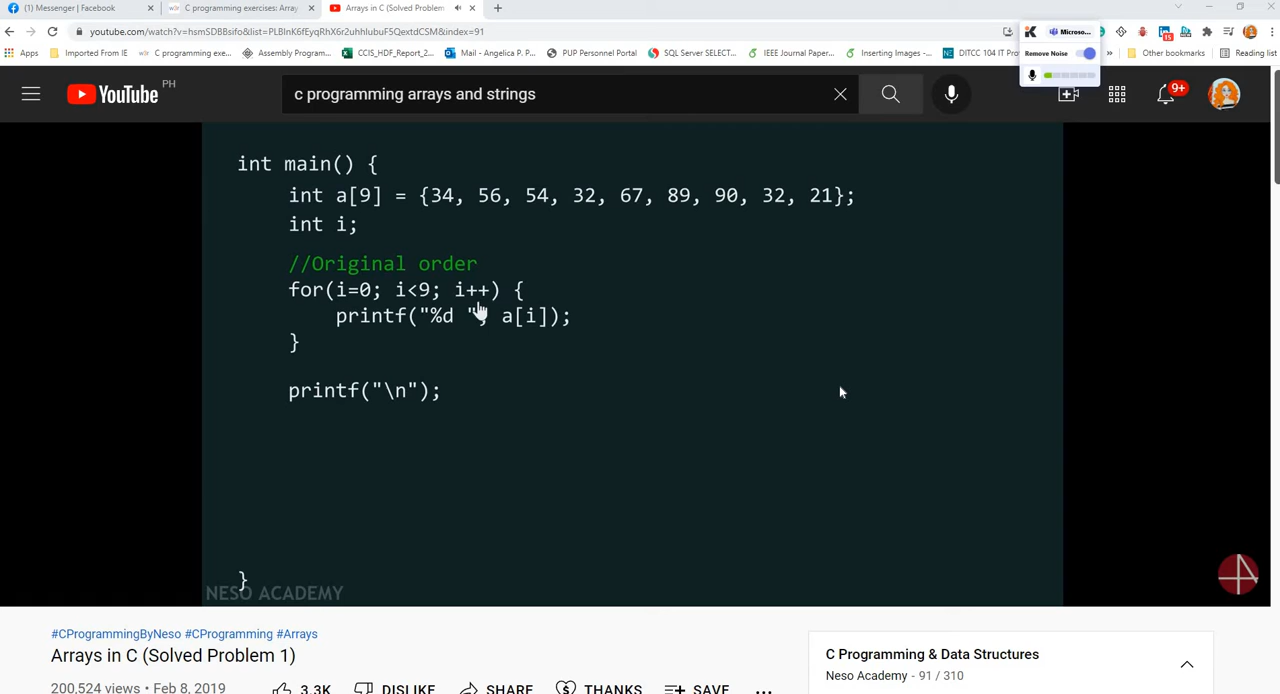 (1) Messenger | Facebook
C programming exercises: Array
Arrays in C (Solved Problem
youtube.com/watch?v=hsmSDBBsifo&list=PLBlnK6fEyqRhX6r2uhhlubuF5QextdCSM&index=91
Microso...
Apps
Imported From IE
C programming exe...
Assembly Program...
CCIS_HDF_Report_2...
Mail - Angelica P. P...
PUP Personnel Portal
SQL Server SELECT...
IEEE Journal Paper...
Inserting Images -...
DITCC 104 IT Pro
Remove Noise
15
»
Other bookmarks
Reading list
YouTube PH
c programming arrays and strings
9+
int main() {
int a[9] = {34, 56, 54, 32, 67, 89, 90, 32, 21};
int i;
//Original order
for(i=0; i<9; i++) {
printf("%d ", a[i]);
}
printf("\n");
}
NESO ACADEMY
#CProgrammingByNeso #CProgramming #Arrays
Arrays in C (Solved Problem 1)
200,524 views • Feb 8, 2019
3.3K
DISLIKE
SHARE
THANKS
SAVE
...
C Programming & Data Structures
Neso Academy - 91 / 310